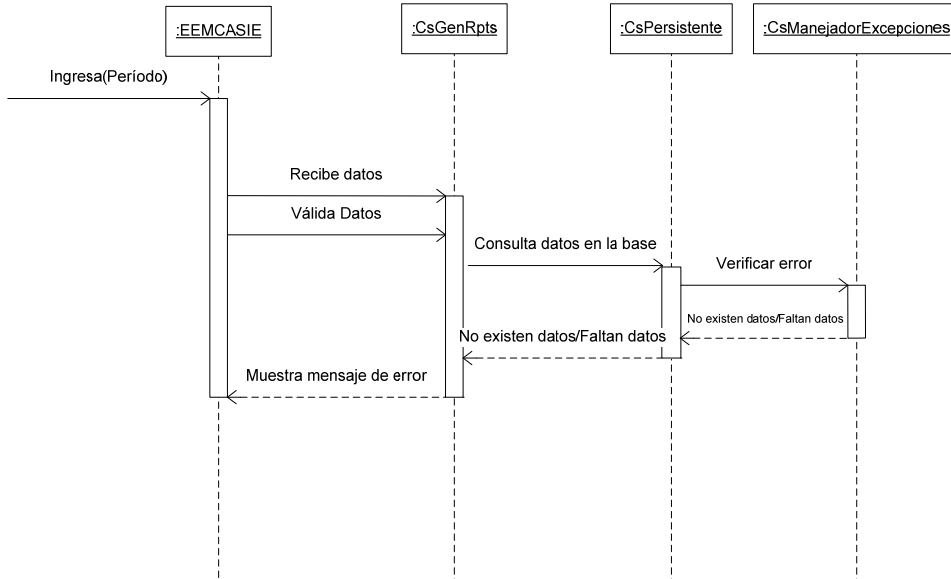 :EEMCASIE
:CsGenRpts
:CsPersistente
:CsManejadorExcepciones
Ingresa(Período)
Recibe datos
Válida Datos
Consulta datos en la base
Verificar error
No existen datos/Faltan datos
No existen datos/Faltan datos
Muestra mensaje de error